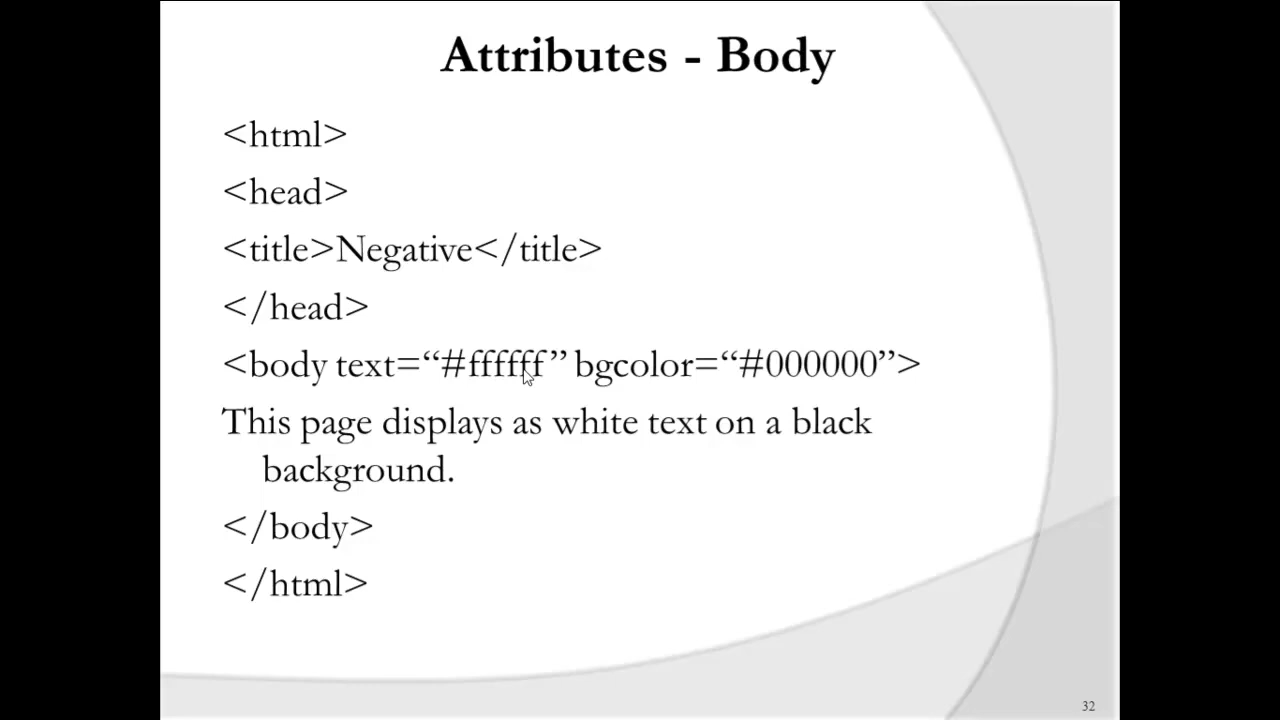 Attributes - Body
<html>
<head>
<title>Negative</title>
</head>
<body text=“#ffffff” bgcolor=“#000000”>
This page displays as white text on a black
background.
</body>
</html>
32